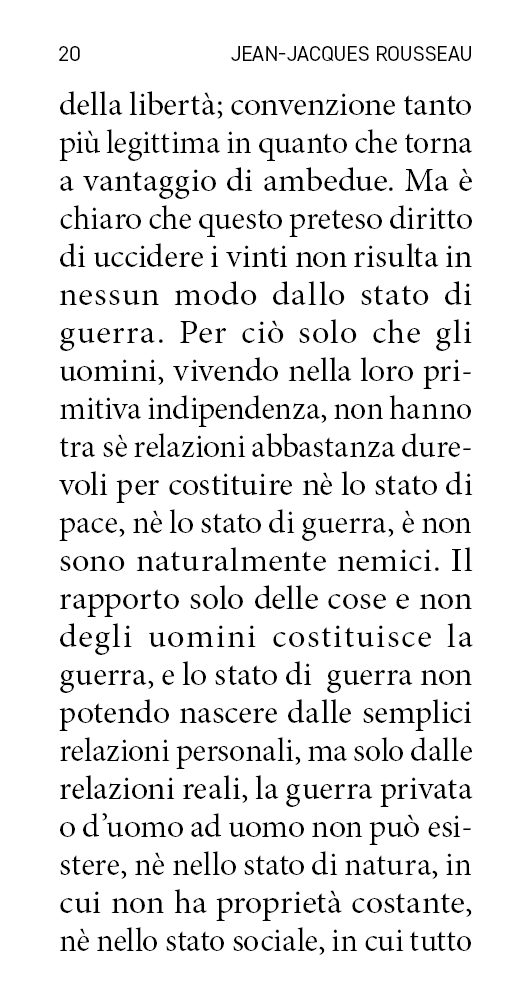 20 JEAN-JACQUES ROUSSEAU
della libertà; convenzione tanto
più legittima in quanto che torna
a vantaggio di ambedue. Ma è
chiaro che questo preteso diritto
di uccidere i vinti non risulta in
nessun modo dallo stato di
guerra. Per ciò solo che gli
uomini, vivendo nella loro pri-
mitiva indipendenza, non hanno
tra sè relazioni abbastanza dure-
voli per costituire nè lo stato di
pace, nè lo stato di guerra, è non
sono naturalmente nemici. Il
rapporto solo delle cose e non
degli uomini costituisce la
guerra, e lo stato di guerra non
potendo nascere dalle semplici
relazioni personali, ma solo dalle
relazioni reali, la guerra privata
o d’uomo ad uomo non può esi-
stere, nè nello stato di natura, in
cui non ha proprietà costante,
nè nello stato sociale, in cui tutto